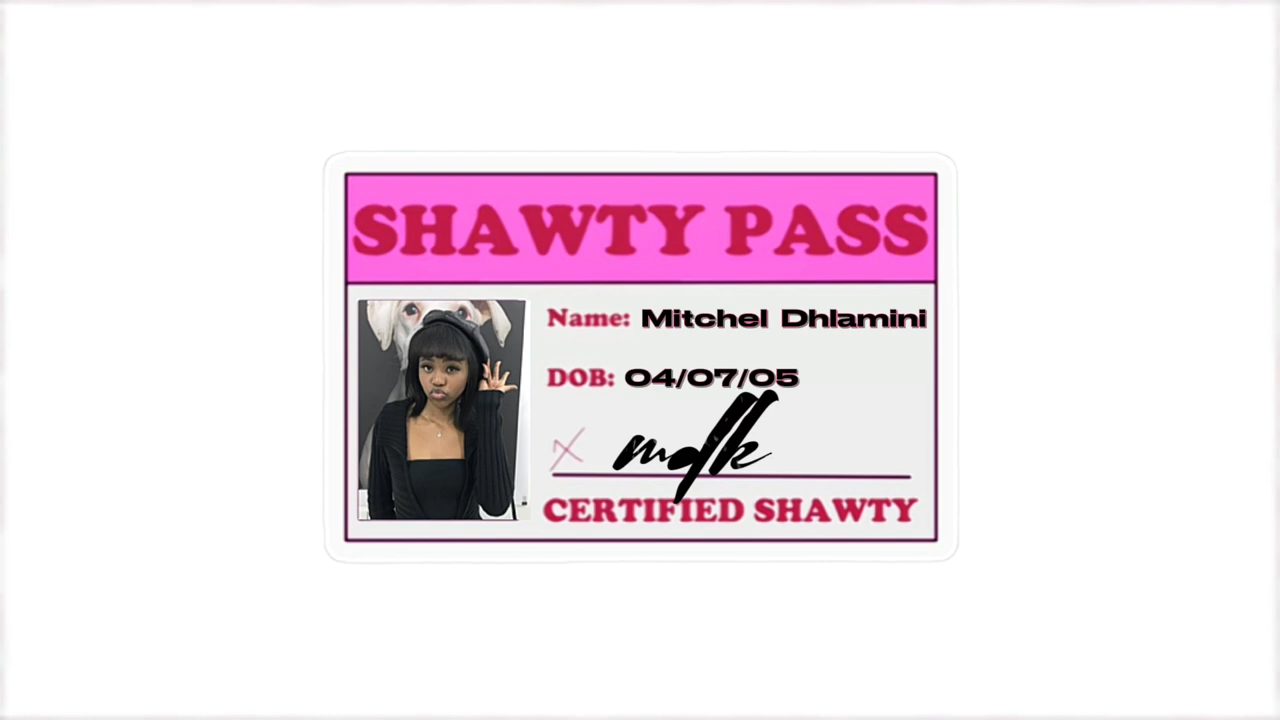 SHAWTY PASS
Name: Mitchel Dhlamini
DOB: 04/07/05
x mdk
CERTIFIED SHAWTY